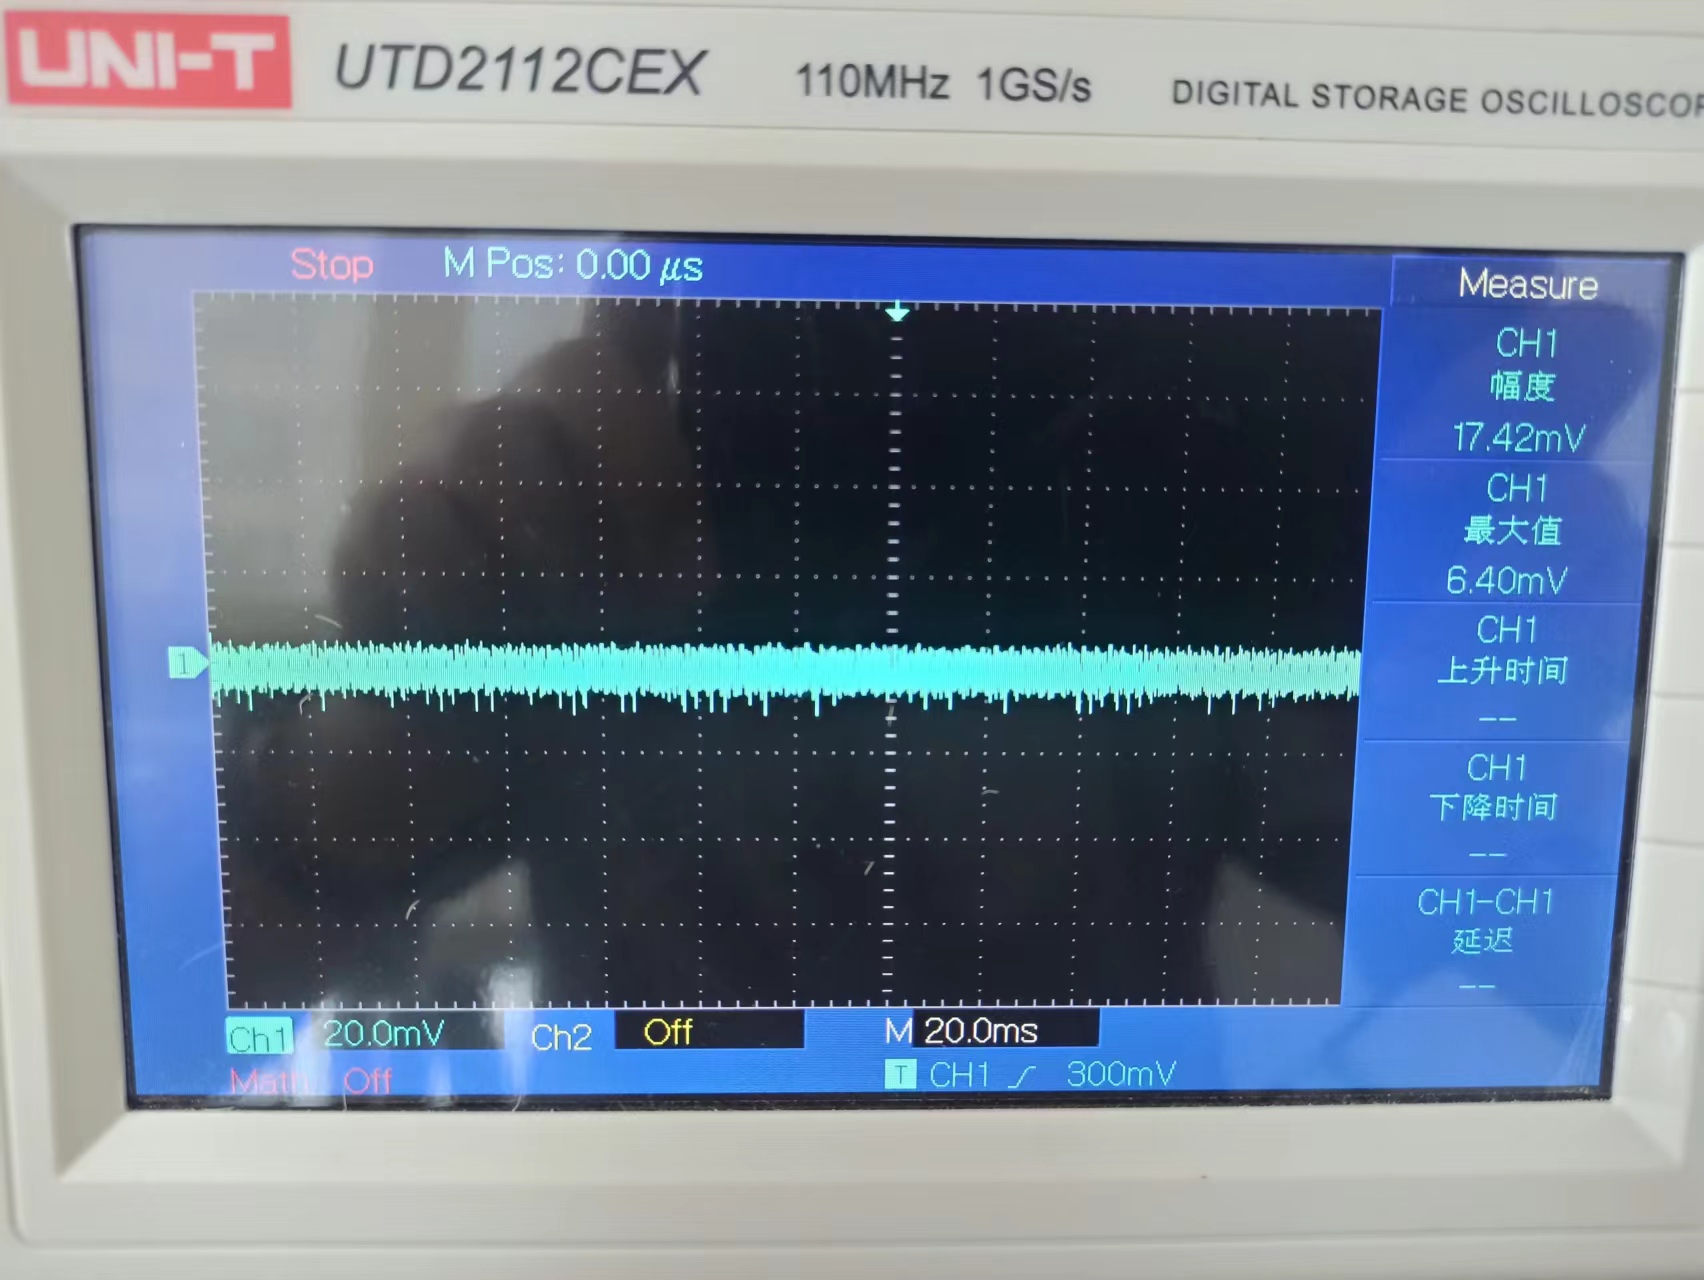 UNI-T UTD2112CEX 110MHz 1GS/s DIGITAL STORAGE OSCILLOSCOP
Stop M Pos: 0.00 μs
Measure
CH1
幅度
17.42mV
CH1
最大值
6.40mV
CH1
上升时间
--
CH1
下降时间
--
CH1-CH1
延迟
--
1
Ch1 20.0mV Ch2 Off M 20.0ms
Math Off T CH1 300mV